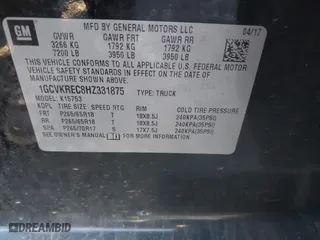 GM
MFD BY GENERAL MOTORS LLC
04/17
GVWR GAWR FRT GAWR RR
3266 KG 1792 KG 1792 KG
7200 LB 3950 LB 3950 LB
THIS VEHICLE CONFORMS TO ALL APPLICABLE U.S. FEDERAL MOTOR VEHICLE SAFETY STANDARDS IN EFFECT ON THE DATE OF MANUFACTURE SHOWN ABOVE.
1GCVKREC8HZ331875 TYPE: TRUCK
MODEL: K15753
TIRE SIZE SPEED RTG RIM COLD TIRE PRESSURE
FRT P265/65R18 T 18X8.5J 240KPA(35PSI)
RR P265/65R18 T 18X8.5J 240KPA(35PSI)
SPA P265/70R17 S 17X7.5J 240KPA(35PSI)
SEE OWNER'S MANUAL FOR MORE INFORMATION.
DREAMBID